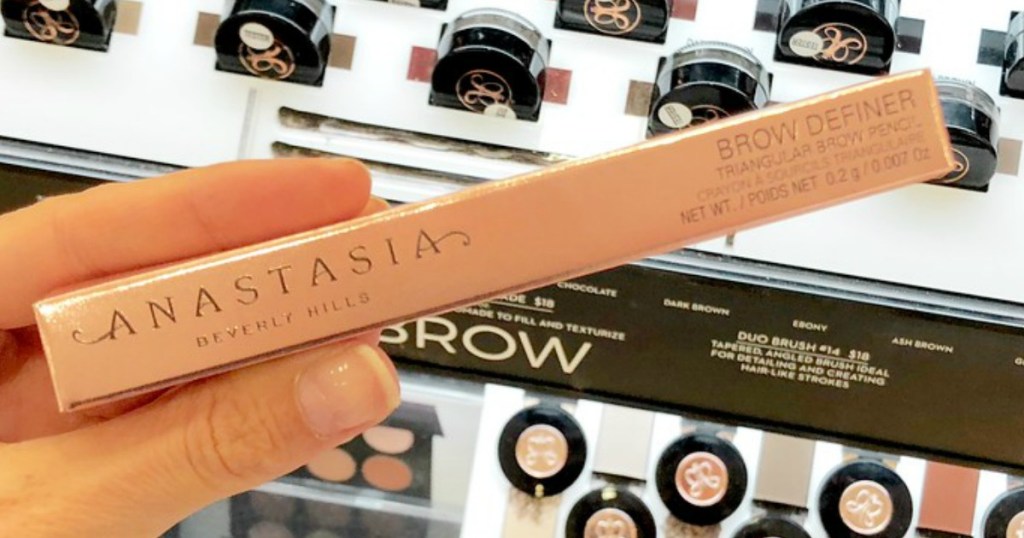 ANASTASIA
BEVERLY HILLS
BROW DEFINER
TRIANGULAR BROW PENCIL
CRAYON À SOURCILS TRIANGULAIRE
NET WT. / POIDS NET 0.2 g / 0.007 Oz
CHOCOLATE
DARK BROWN
EBONY
ASH BROWN
$18
TO FILL AND TEXTURIZE
BROW
DUO BRUSH #14 $18
TAPERED, ANGLED BRUSH IDEAL
FOR DETAILING AND CREATING
HAIR-LIKE STROKES